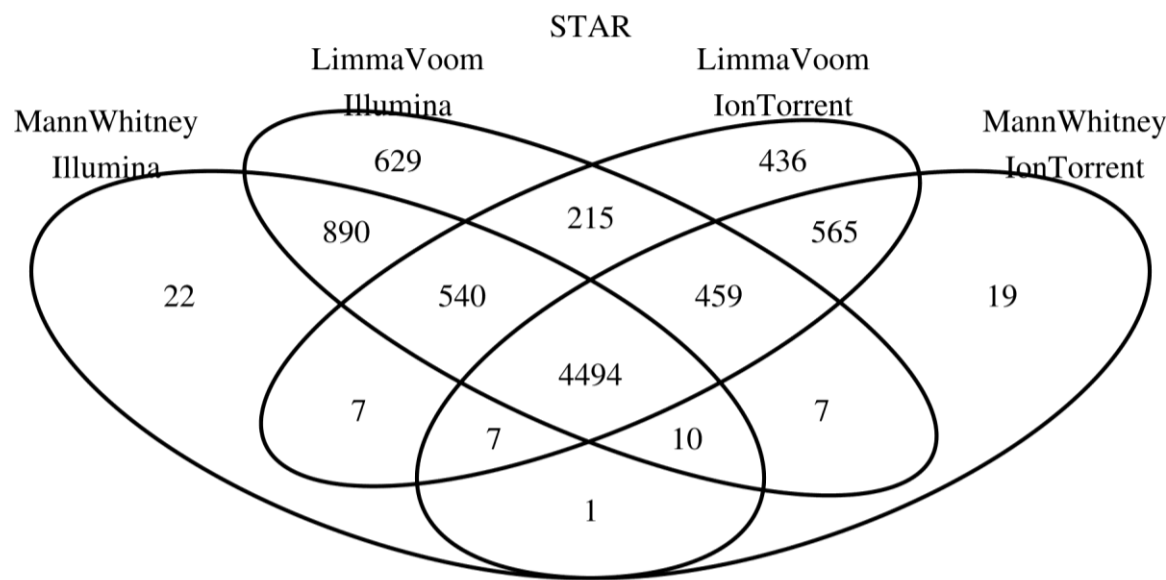 STAR
LimmaVoom
Illumina
LimmaVoom
IonTorrent
MannWhitney
Illumina
MannWhitney
IonTorrent
629
436
890
215
565
22
540
459
19
4494
7
7
10
7
1